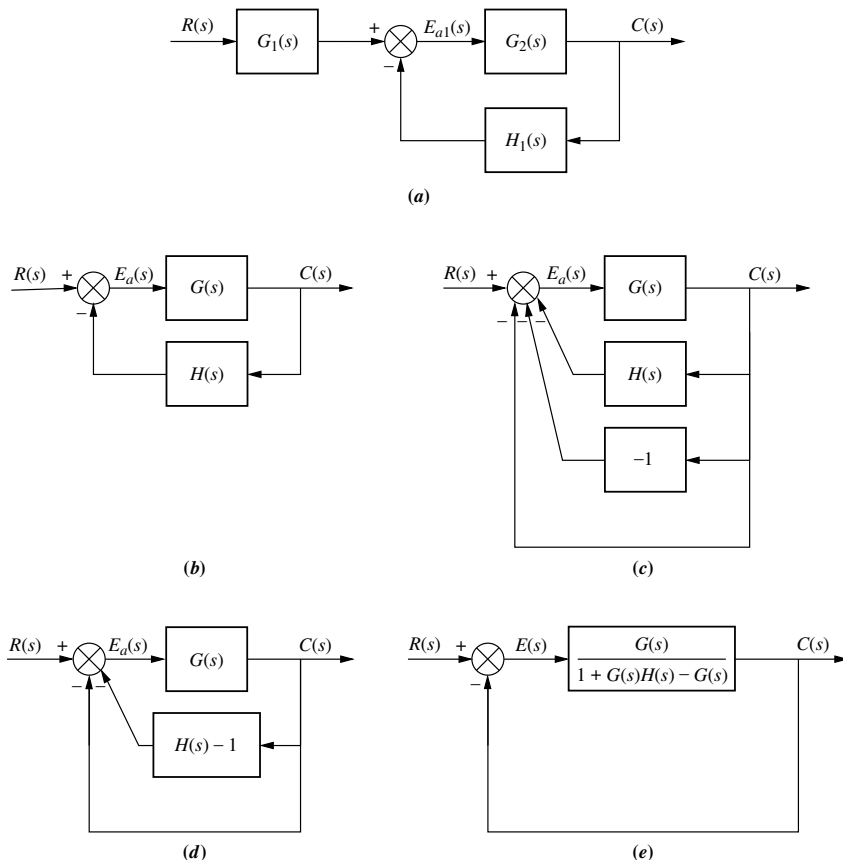 R(s) G₁(s) + − Eₐ₁(s) G₂(s) C(s)
H₁(s)
(a)
R(s) + − Eₐ(s) G(s) C(s)
H(s)
(b)
R(s) + − − − Eₐ(s) G(s) C(s)
H(s)
−1
(c)
R(s) + − − Eₐ(s) G(s) C(s)
H(s) − 1
(d)
R(s) + − E(s) G(s) C(s)
1 + G(s)H(s) − G(s)
(e)